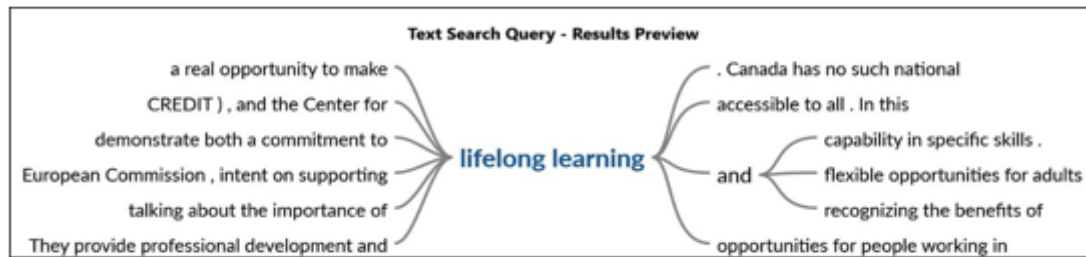 Text Search Query - Results Preview
a real opportunity to make
CREDIT ) , and the Center for
demonstrate both a commitment to
European Commission , intent on supporting
talking about the importance of
They provide professional development and
lifelong learning
. Canada has no such national
accessible to all . In this
and
capability in specific skills .
flexible opportunities for adults
recognizing the benefits of
opportunities for people working in